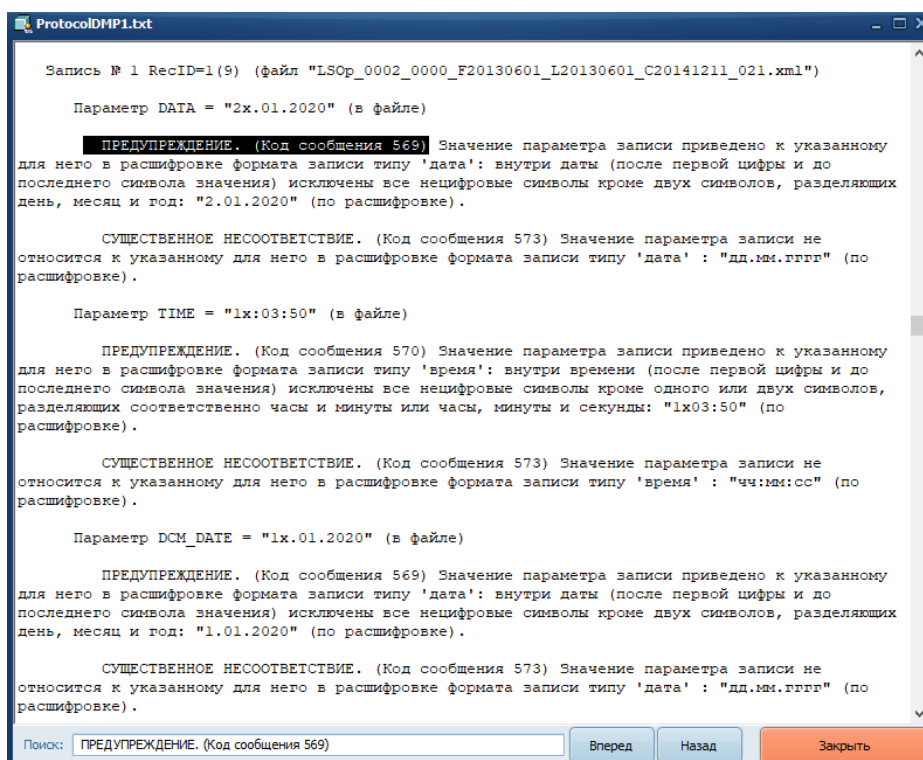 ProtocolDMP1.txt
Запись № 1 RecID=1(9) (файл "LSOp_0002_0000_F20130601_L20130601_C20141211_021.xml")
Параметр DATA = "2x.01.2020" (в файле)
ПРЕДУПРЕЖДЕНИЕ. (Код сообщения 569) Значение параметра записи приведено к указанному
для него в расшифровке формата записи типу 'дата': внутри даты (после первой цифры и до
последнего символа значения) исключены все нецифровые символы кроме двух символов, разделяющих
день, месяц и год: "2.01.2020" (по расшифровке).
СУЩЕСТВЕННОЕ НЕСООТВЕТСТВИЕ. (Код сообщения 573) Значение параметра записи не
относится к указанному для него в расшифровке формата записи типу 'дата' : "дд.мм.гггг" (по
расшифровке).
Параметр TIME = "1x:03:50" (в файле)
ПРЕДУПРЕЖДЕНИЕ. (Код сообщения 570) Значение параметра записи приведено к указанному
для него в расшифровке формата записи типу 'время': внутри времени (после первой цифры и до
последнего символа значения) исключены все нецифровые символы кроме одного или двух символов,
разделяющих соответственно часы и минуты или часы, минуты и секунды: "1x03:50" (по
расшифровке).
СУЩЕСТВЕННОЕ НЕСООТВЕТСТВИЕ. (Код сообщения 573) Значение параметра записи не
относится к указанному для него в расшифровке формата записи типу 'время' : "чч:мм:сс" (по
расшифровке).
Параметр DCM_DATE = "1x.01.2020" (в файле)
ПРЕДУПРЕЖДЕНИЕ. (Код сообщения 569) Значение параметра записи приведено к указанному
для него в расшифровке формата записи типу 'дата': внутри даты (после первой цифры и до
последнего символа значения) исключены все нецифровые символы кроме двух символов, разделяющих
день, месяц и год: "1.01.2020" (по расшифровке).
СУЩЕСТВЕННОЕ НЕСООТВЕТСТВИЕ. (Код сообщения 573) Значение параметра записи не
относится к указанному для него в расшифровке формата записи типу 'дата' : "дд.мм.гггг" (по
расшифровке).
Поиск: ПРЕДУПРЕЖДЕНИЕ. (Код сообщения 569) Вперед Назад Закрыть